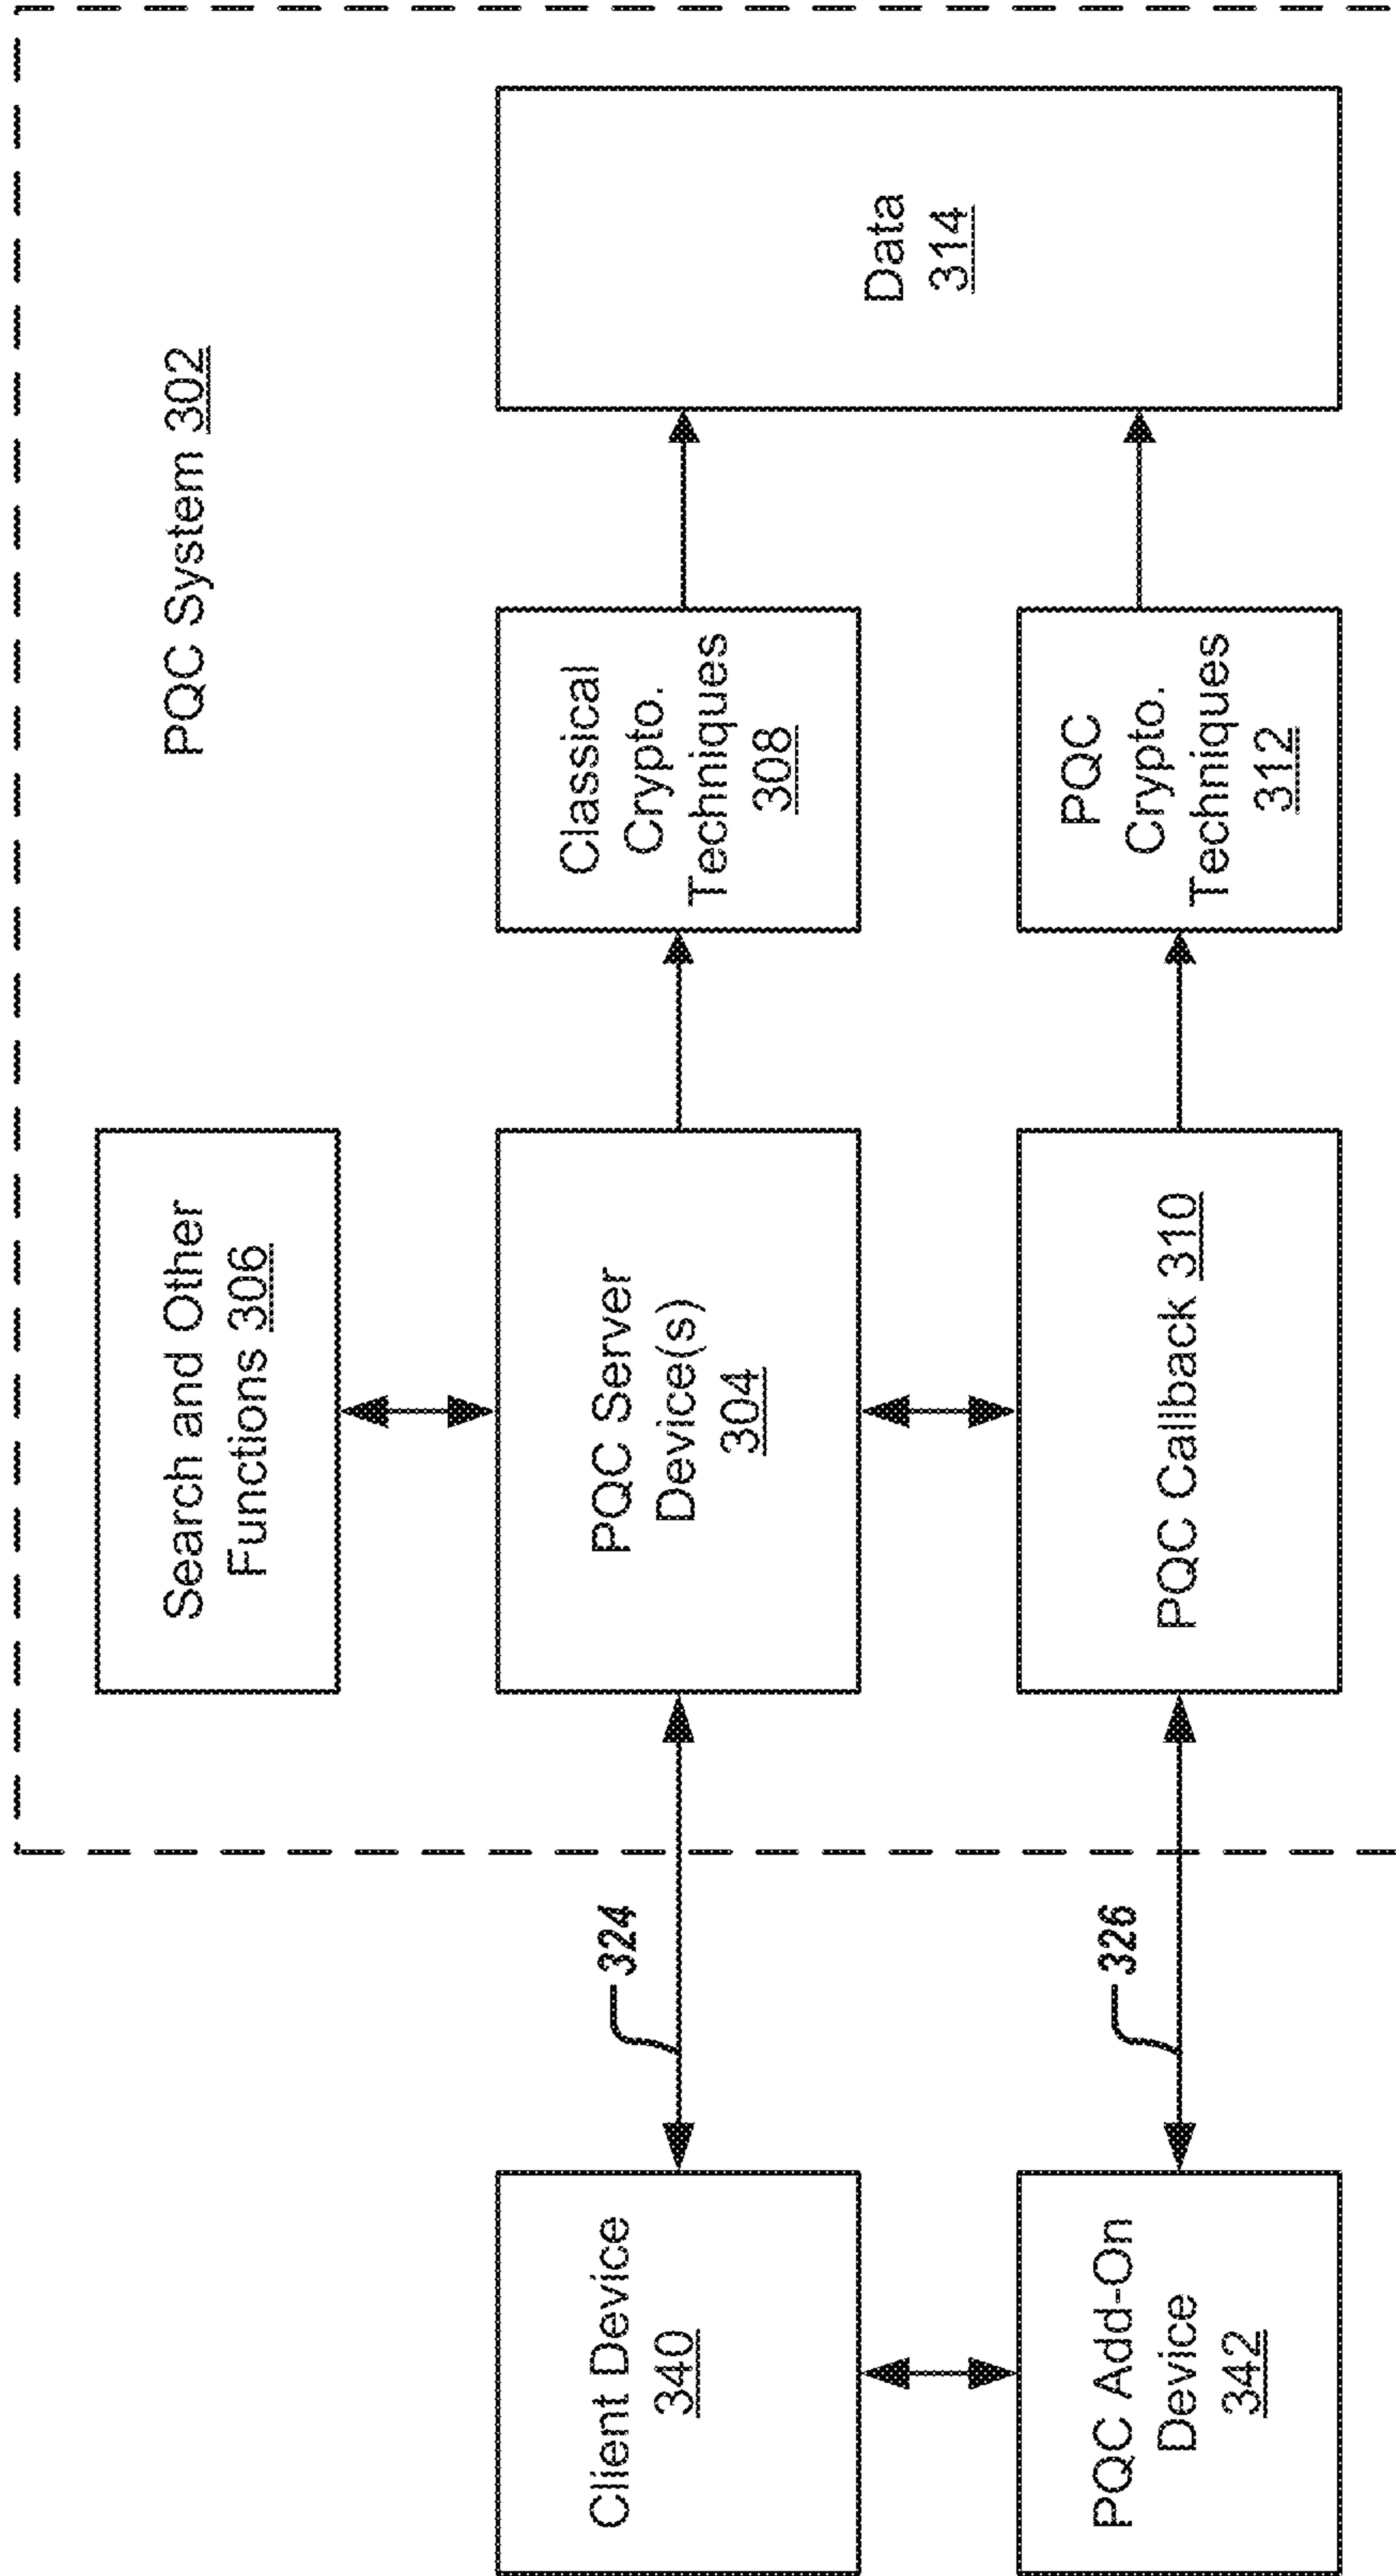 PQC System 302
Search and Other
Functions 306
Client Device
340
324
PQC Server
Device(s)
304
Classical
Crypto.
Techniques
308
Data
314
PQC Add-On
Device
342
326
PQC Callback 310
PQC
Crypto.
Techniques
312